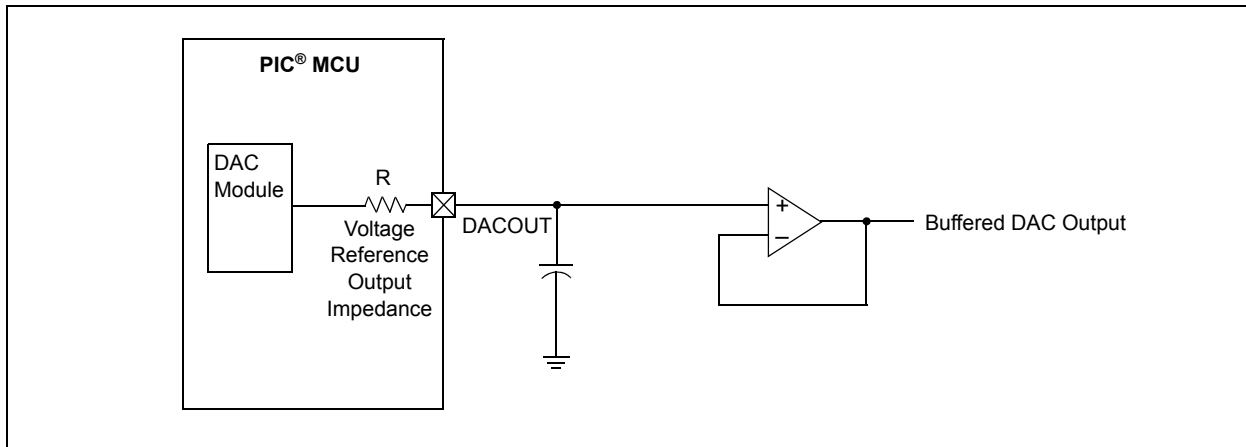 PIC® MCU
DAC
Module
R
Voltage
Reference
Output
Impedance
DACOUT
+
–
Buffered DAC Output